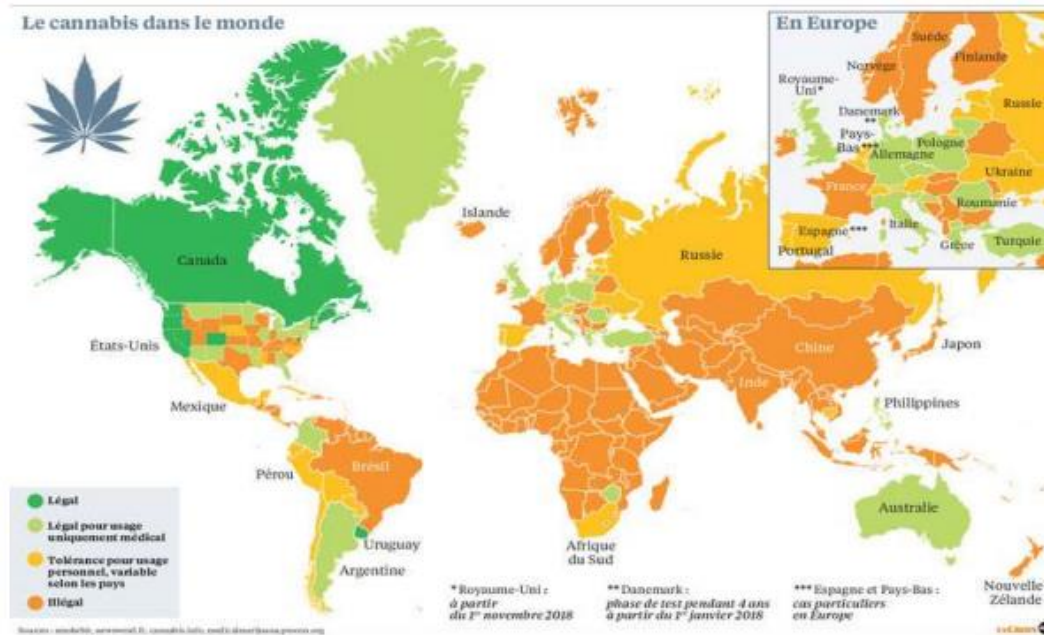 Le cannabis dans le monde
En Europe
Suède
Finlande
Norvège
Royaume-
Uni*
Danemark
**
Russie
Pays-
Bas ***
Pologne
Allemagne
Ukraine
France
Roumanie
Italie
Espagne ***
Portugal
Grèce
Turquie
Islande
Canada
Russie
États-Unis
Chine
Japon
Inde
Mexique
Philippines
Pérou
Brésil
Australie
Uruguay
Argentine
Afrique
du Sud
Nouvelle
Zélande
Légal
Légal pour usage
uniquement médical
Tolérance pour usage
personnel, variable
selon les pays
Illégal
* Royaume-Uni :
à partir
du 1er novembre 2018
** Danemark :
phase de test pendant 4 ans
à partir du 1er janvier 2018
*** Espagne et Pays-Bas :
cas particuliers
en Europe